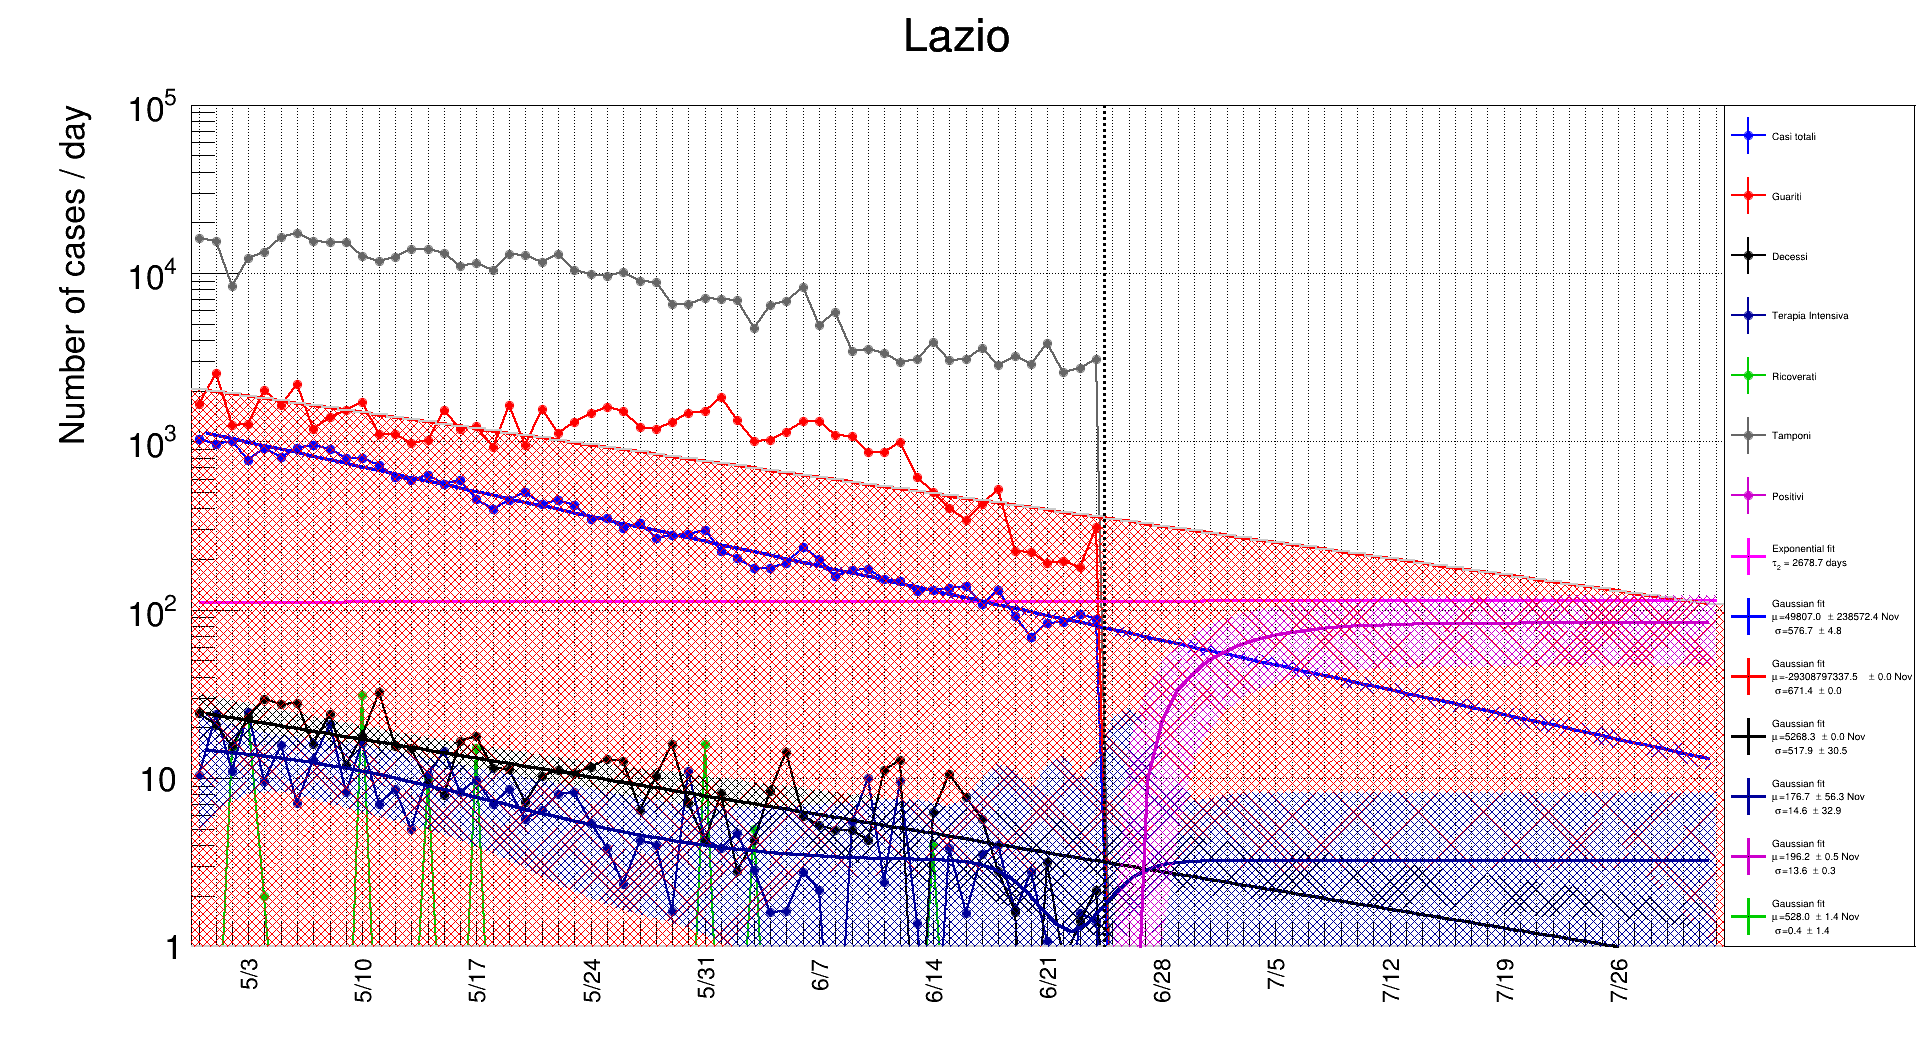 Lazio
Number of cases / day
10^5
10^4
10^3
10^2
10
1
5/3
5/10
5/17
5/24
5/31
6/7
6/14
6/21
6/28
7/5
7/12
7/19
7/26
Casi totali
Guariti
Decessi
Terapia Intensiva
Ricoverati
Tamponi
Positivi
Exponential fit
τ₂ = 2678.7 days
Gaussian fit
μ=49807.0 ± 238572.4 Nov
σ=576.7 ± 4.8
Gaussian fit
μ=-29308797337.5 ± 0.0 Nov
σ=671.4 ± 0.0
Gaussian fit
μ=5268.3 ± 0.0 Nov
σ=517.9 ± 30.5
Gaussian fit
μ=176.7 ± 56.3 Nov
σ=14.6 ± 32.9
Gaussian fit
μ=196.2 ± 0.5 Nov
σ=13.6 ± 0.3
Gaussian fit
μ=528.0 ± 1.4 Nov
σ=0.4 ± 1.4